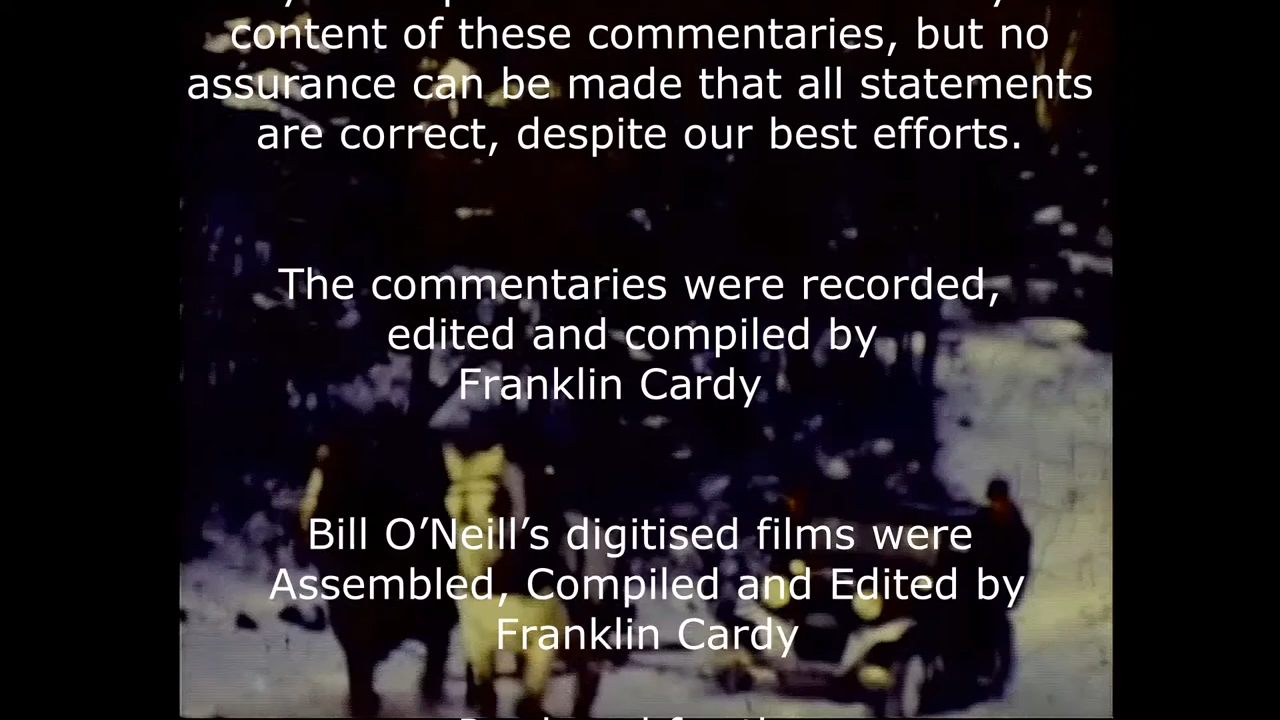 content of these commentaries, but no
assurance can be made that all statements
are correct, despite our best efforts.
The commentaries were recorded,
edited and compiled by
Franklin Cardy
Bill O’Neill’s digitised films were
Assembled, Compiled and Edited by
Franklin Cardy